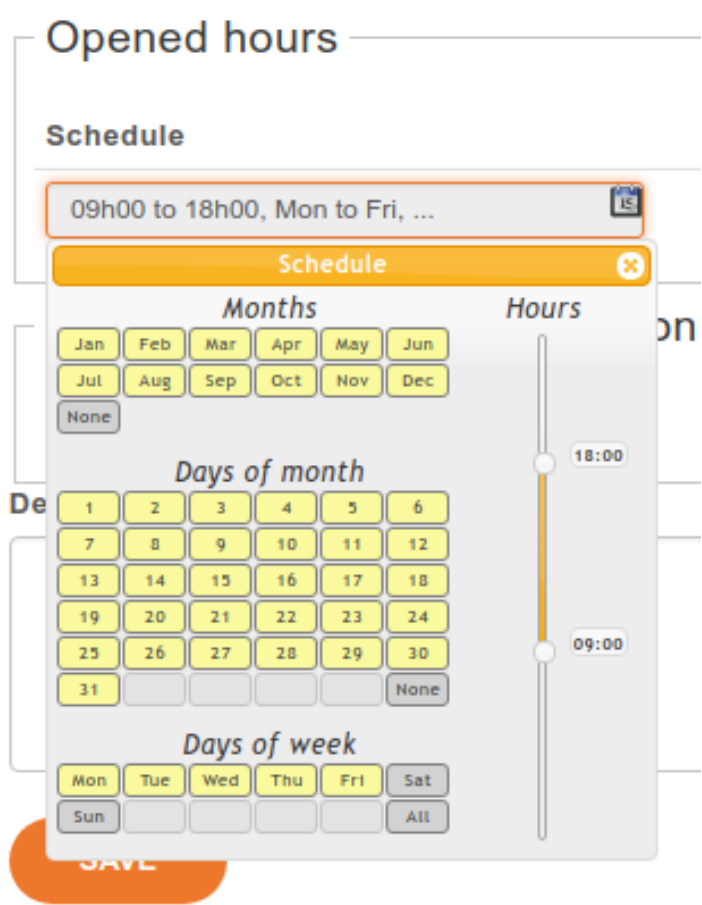 Opened hours
Schedule
09h00 to 18h00, Mon to Fri, ...
Schedule
Months
Hours
on
Jan Feb Mar Apr May Jun
Jul Aug Sep Oct Nov Dec
None
18:00
Days of month
De
1 2 3 4 5 6
7 8 9 10 11 12
13 14 15 16 17 18
19 20 21 22 23 24
25 26 27 28 29 30
09:00
31 None
Days of week
Mon Tue Wed Thu Fri Sat
Sun All
SAVE